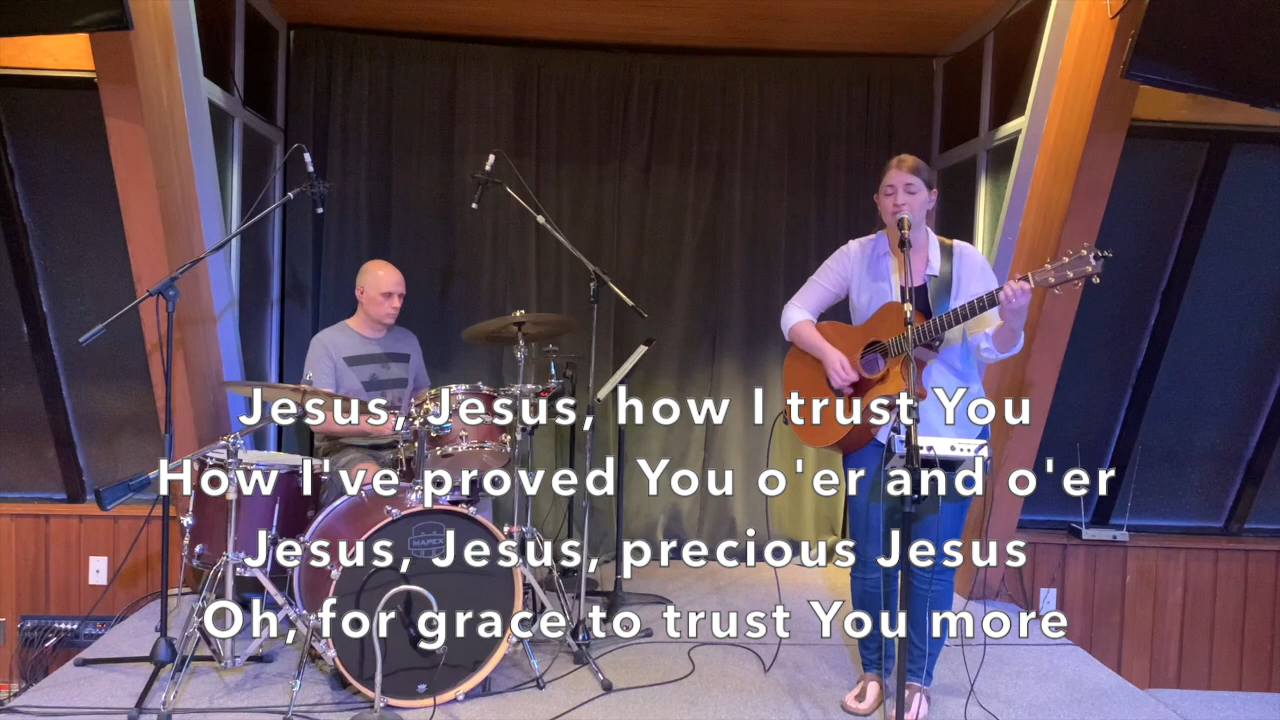 Jesus, Jesus, how I trust You
How I've proved You o'er and o'er
MAPEX
Jesus, Jesus, precious Jesus
Oh, for grace to trust You more